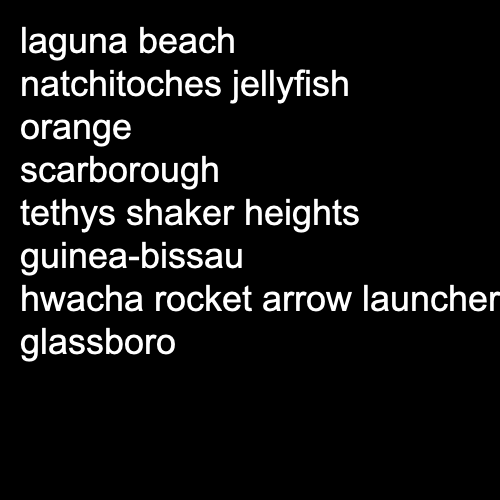 laguna beach
natchitoches jellyfish
orange
scarborough
tethys shaker heights
guinea-bissau
hwacha rocket arrow launcher
glassboro